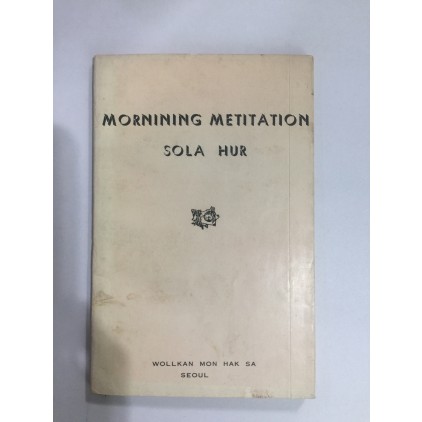 MORNINING METITATION
SOLA HUR
WOLLKAN MON HAK SA
SEOUL